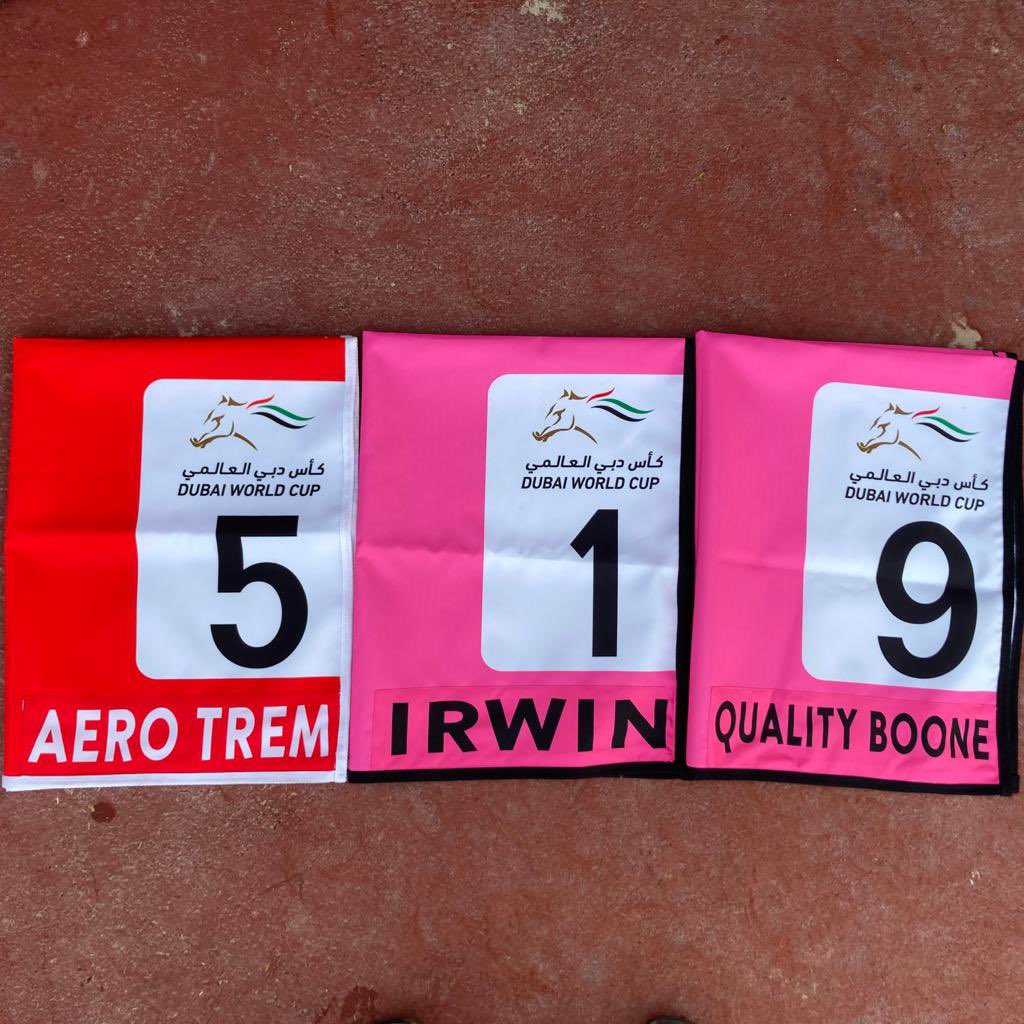 كأس دبي العالمي
DUBAI WORLD CUP
5
AERO TREM
كأس دبي العالمي
DUBAI WORLD CUP
1
IRWIN
كأس دبي العالمي
DUBAI WORLD CUP
9
QUALITY BOONE